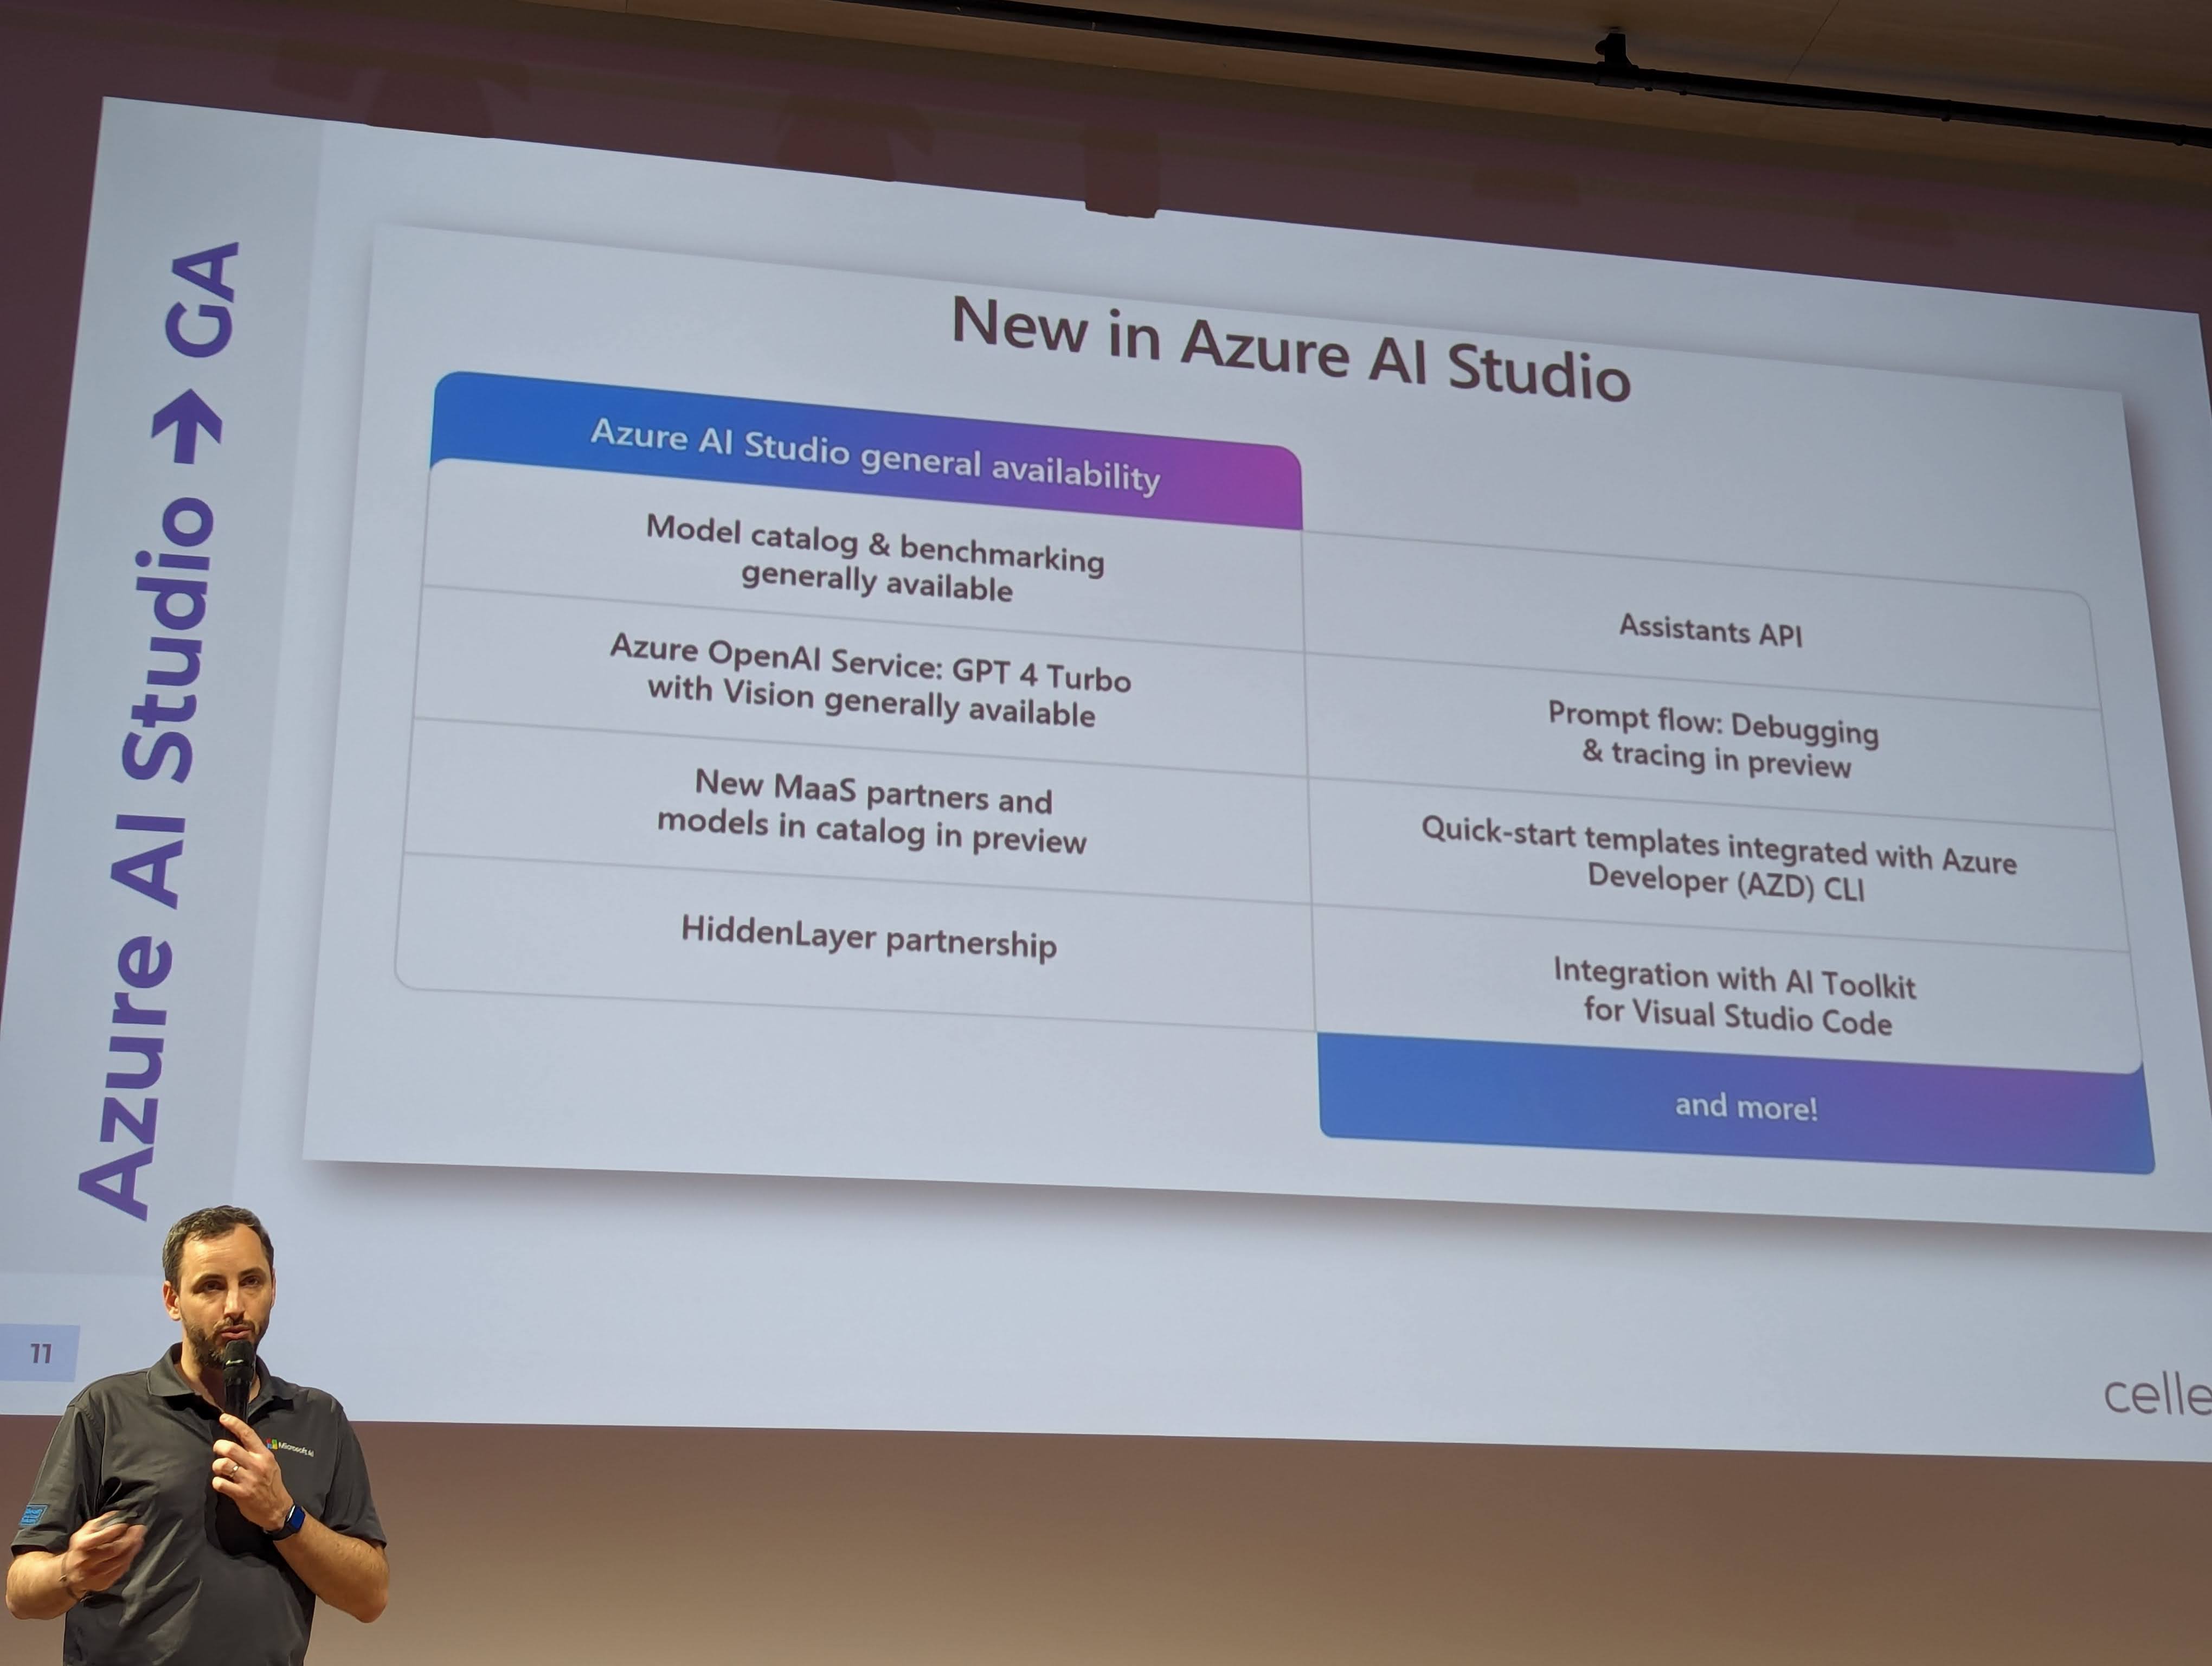 Azure AI Studio → GA
New in Azure AI Studio
Azure AI Studio general availability
Model catalog & benchmarking
generally available
Azure OpenAI Service: GPT 4 Turbo
with Vision generally available
New MaaS partners and
models in catalog in preview
HiddenLayer partnership
Assistants API
Prompt flow: Debugging
& tracing in preview
Quick-start templates integrated with Azure
Developer (AZD) CLI
Integration with AI Toolkit
for Visual Studio Code
and more!
11
celle
Microsoft AI